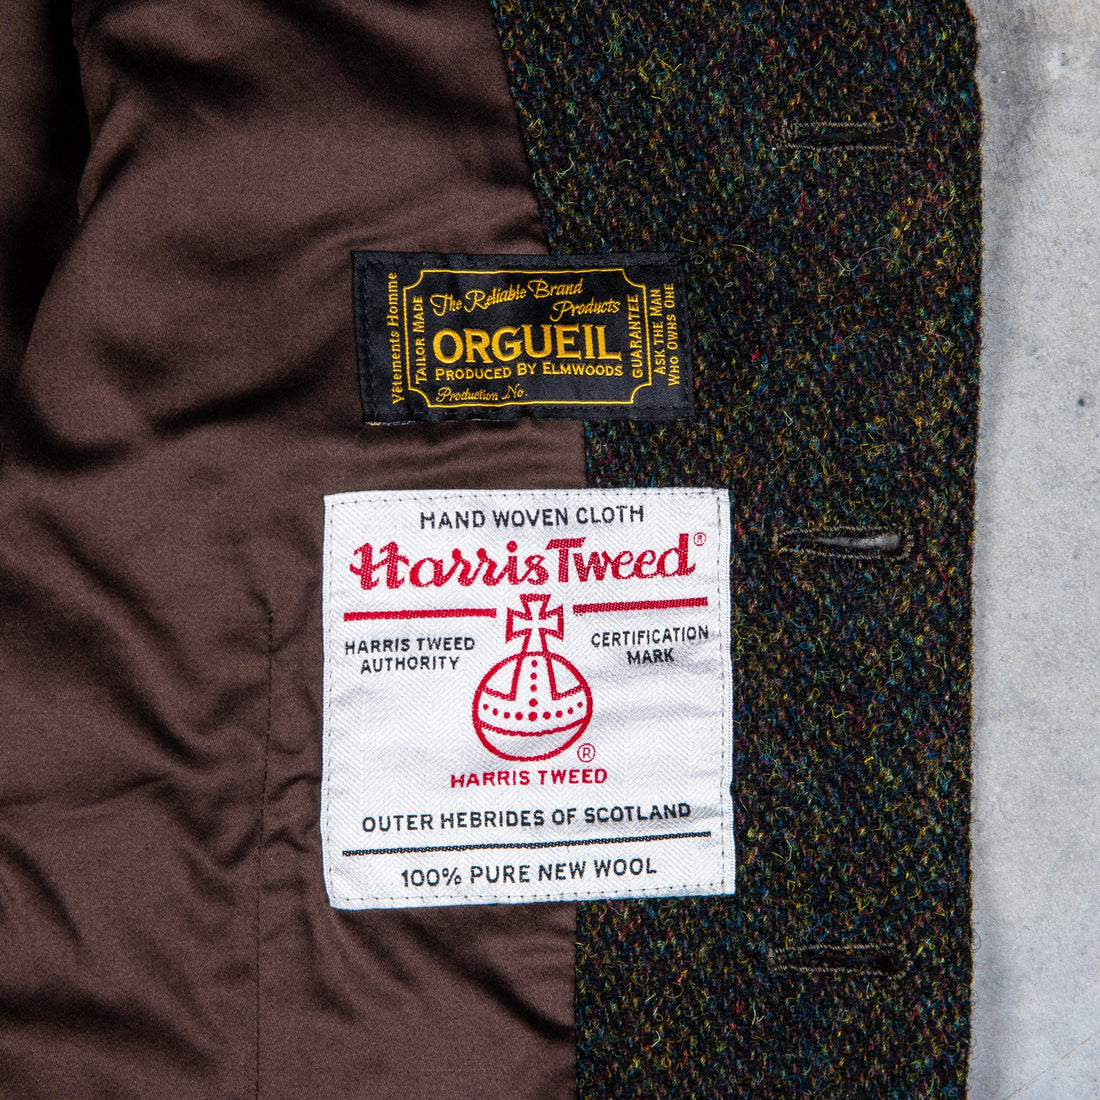 Vêtements Homme
TAILOR MADE
The Reliable Brand
Products
ORGUEIL
PRODUCED BY ELMWOODS
Production No.
GUARANTEE
ASK THE MAN
WHO OWNS ONE
HAND WOVEN CLOTH
Harris Tweed®
HARRIS TWEED
AUTHORITY
CERTIFICATION
MARK
®
HARRIS TWEED
OUTER HEBRIDES OF SCOTLAND
100% PURE NEW WOOL